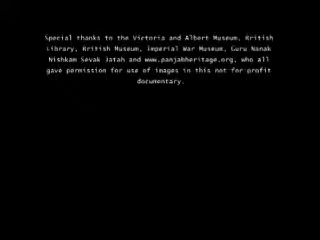 Special thanks to the Victoria and Albert Museum, British
Library, British Museum, Imperial War Museum, Guru Nanak
Nishkam Sevak Jatah and www.panjabheritage.org, who all
gave permission for use of images in this not for profit
documentary.